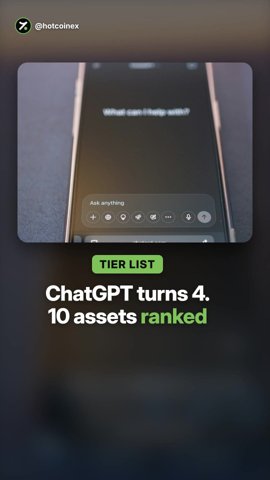 @hotcoinex
What can I help with?
Ask anything
TIER LIST
ChatGPT turns 4.
10 assets ranked